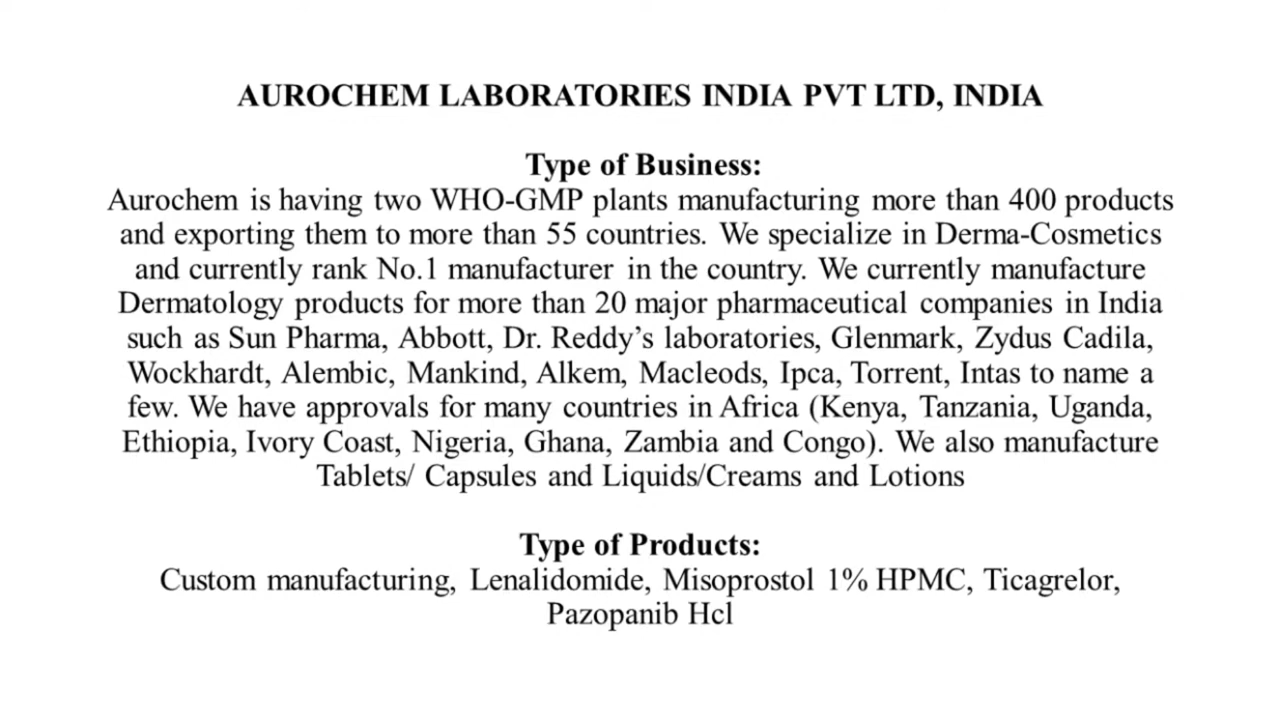 AUROCHEM LABORATORIES INDIA PVT LTD, INDIA
Type of Business:
Aurochem is having two WHO-GMP plants manufacturing more than 400 products
and exporting them to more than 55 countries. We specialize in Derma-Cosmetics
and currently rank No.1 manufacturer in the country. We currently manufacture
Dermatology products for more than 20 major pharmaceutical companies in India
such as Sun Pharma, Abbott, Dr. Reddy’s laboratories, Glenmark, Zydus Cadila,
Wockhardt, Alembic, Mankind, Alkem, Macleods, Ipca, Torrent, Intas to name a
few. We have approvals for many countries in Africa (Kenya, Tanzania, Uganda,
Ethiopia, Ivory Coast, Nigeria, Ghana, Zambia and Congo). We also manufacture
Tablets/ Capsules and Liquids/Creams and Lotions
Type of Products:
Custom manufacturing, Lenalidomide, Misoprostol 1% HPMC, Ticagrelor,
Pazopanib Hcl